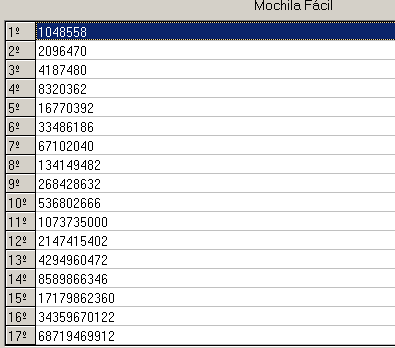 Mochila Fácil
1º 1048558
2º 2096470
3º 4187480
4º 8320362
5º 16770392
6º 33486186
7º 67102040
8º 134149482
9º 268428632
10º 536802666
11º 1073735000
12º 2147415402
13º 4294960472
14º 8589866346
15º 17179862360
16º 34359670122
17º 68719469912